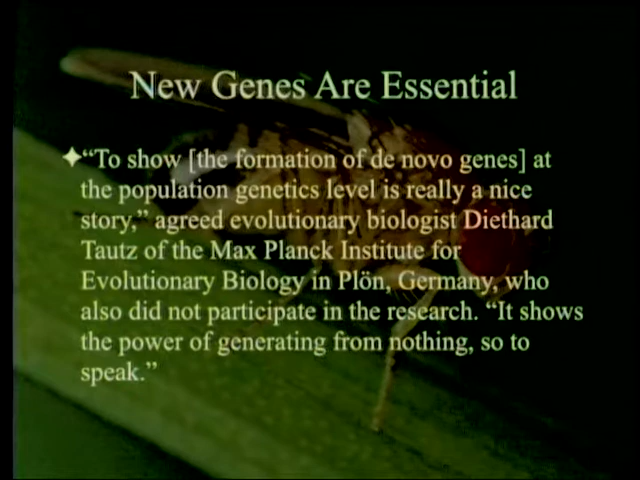 New Genes Are Essential
“To show [the formation of de novo genes] at
the population genetics level is really a nice
story,” agreed evolutionary biologist Diethard
Tautz of the Max Planck Institute for
Evolutionary Biology in Plön, Germany, who
also did not participate in the research. “It shows
the power of generating from nothing, so to
speak.”